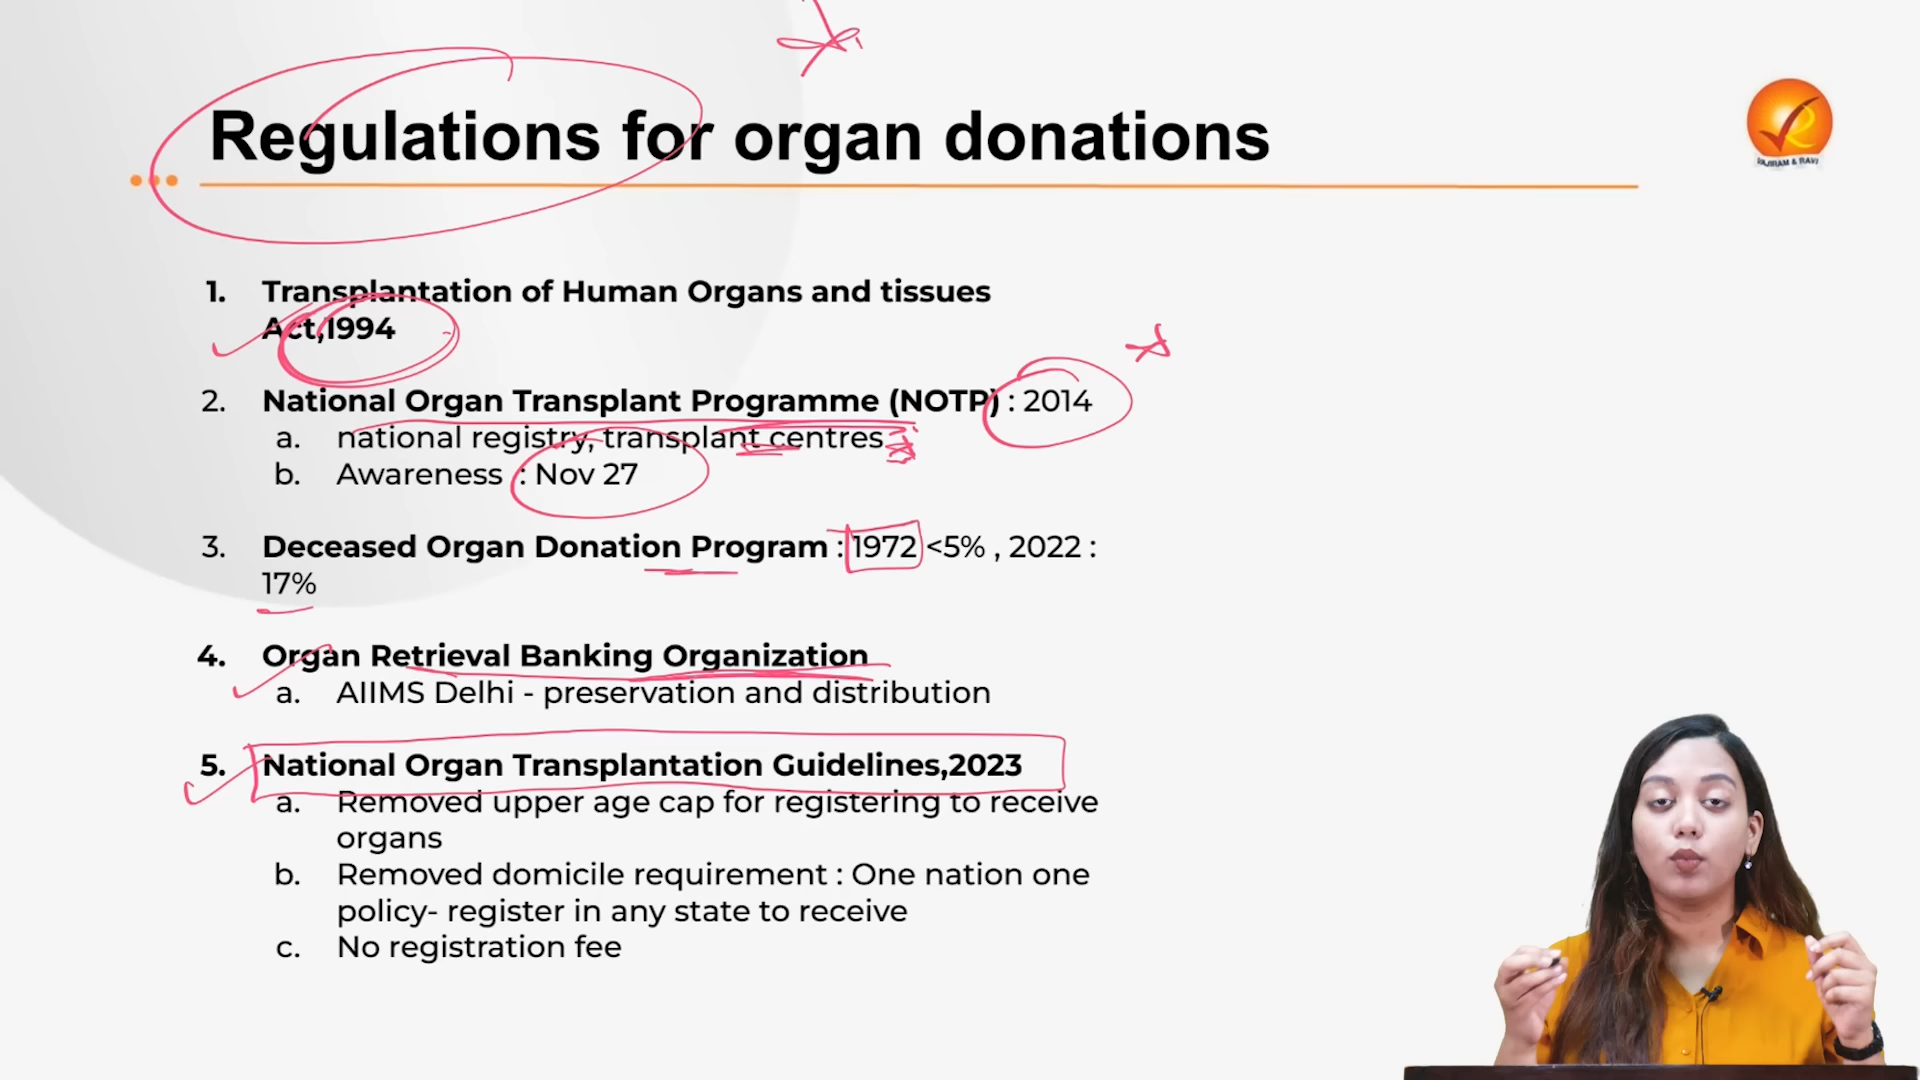 Regulations for organ donations
VAJIRAM & RAVI
1. Transplantation of Human Organs and tissues
Act,1994
2. National Organ Transplant Programme (NOTP) : 2014
a. national registry, transplant centres
b. Awareness : Nov 27
3. Deceased Organ Donation Program : 1972 <5% , 2022 :
17%
4. Organ Retrieval Banking Organization
a. AIIMS Delhi - preservation and distribution
5. National Organ Transplantation Guidelines,2023
a. Removed upper age cap for registering to receive
organs
b. Removed domicile requirement : One nation one
policy- register in any state to receive
c. No registration fee